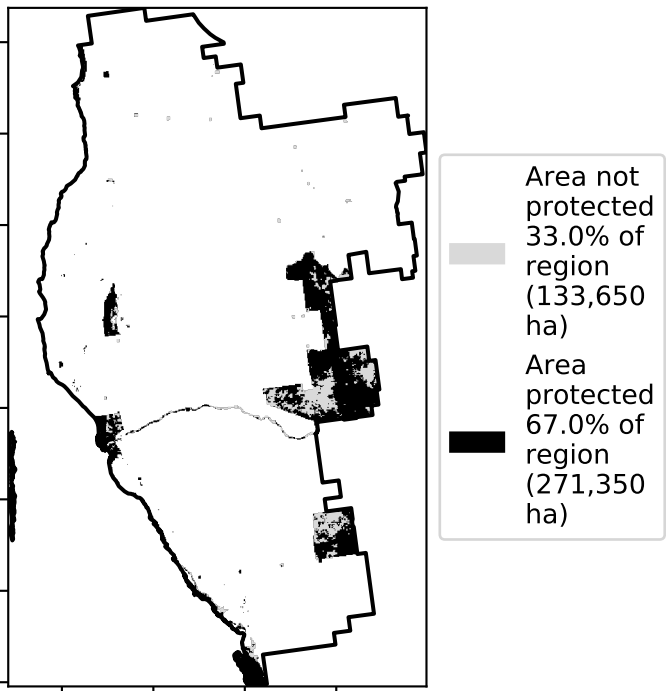 Area not
protected
33.0% of
region
(133,650
ha)
Area
protected
67.0% of
region
(271,350
ha)